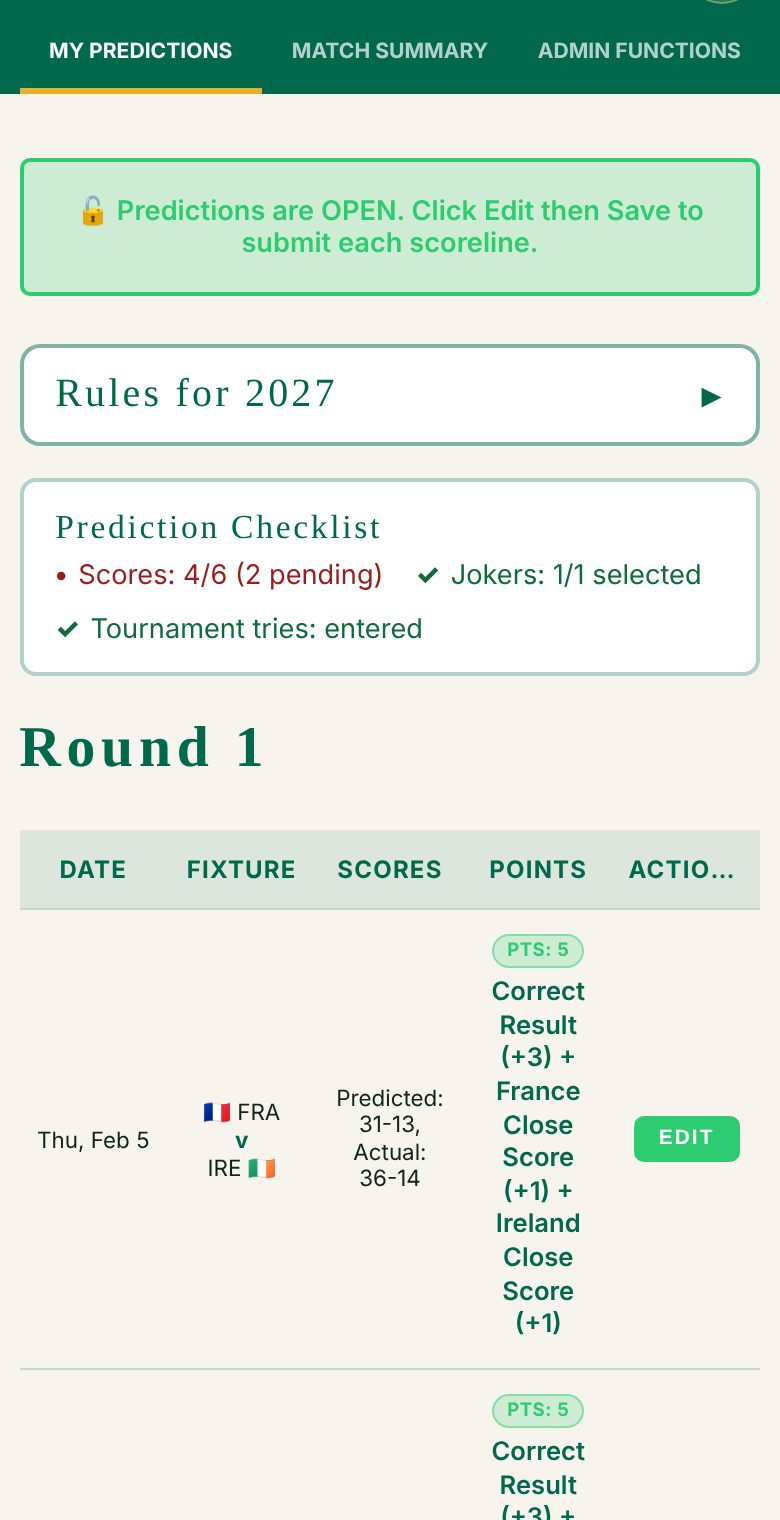 MY PREDICTIONS MATCH SUMMARY ADMIN FUNCTIONS
🔓 Predictions are OPEN. Click Edit then Save to
submit each scoreline.
Rules for 2027 ▶
Prediction Checklist
• Scores: 4/6 (2 pending) ✔ Jokers: 1/1 selected
✔ Tournament tries: entered
Round 1
DATE FIXTURE SCORES POINTS ACTIO...
Thu, Feb 5
🇫🇷 FRA
v
IRE 🇮🇪
Predicted:
31-13,
Actual:
36-14
PTS: 5
Correct
Result
(+3) +
France
Close
Score
(+1) +
Ireland
Close
Score
(+1)
EDIT
PTS: 5
Correct
Result
(+3) +